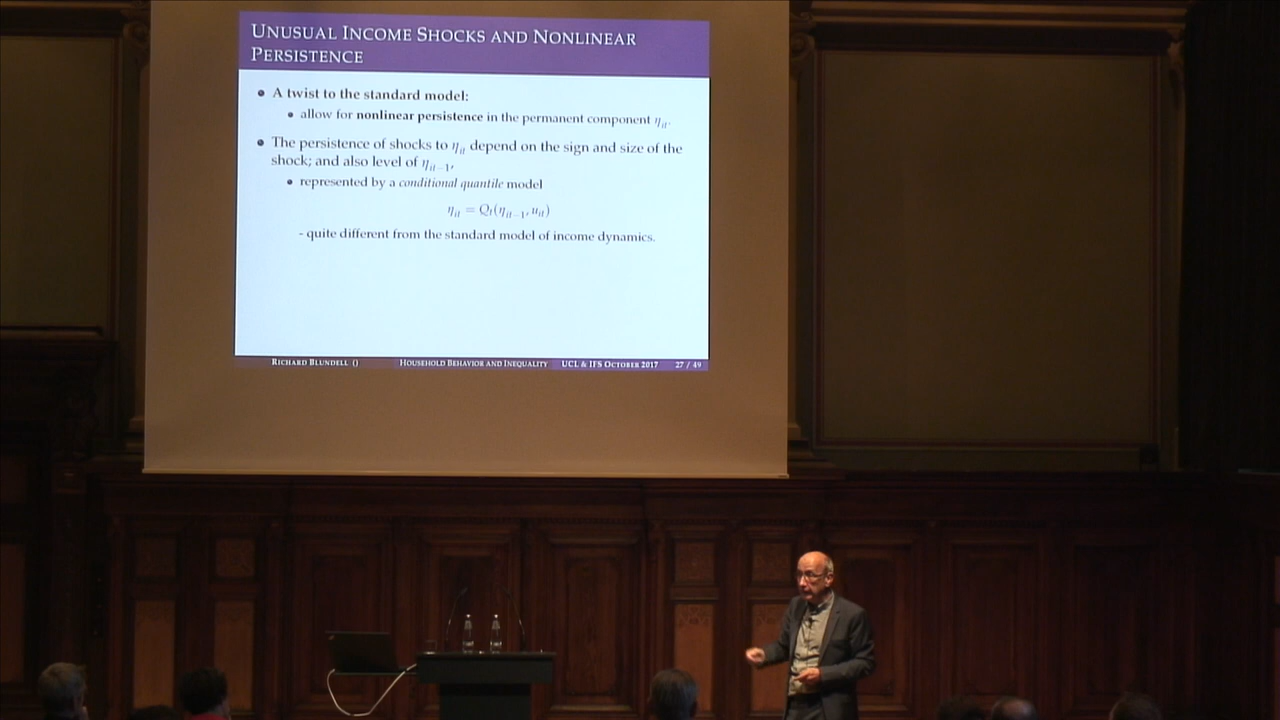 UNUSUAL INCOME SHOCKS AND NONLINEAR
PERSISTENCE
• A twist to the standard model:
• allow for nonlinear persistence in the permanent component η_it.
• The persistence of shocks to η_it depend on the sign and size of the
shock; and also level of η_it−1,
• represented by a conditional quantile model
η_it = Q_t(η_it−1, u_it)
- quite different from the standard model of income dynamics.
RICHARD BLUNDELL () HOUSEHOLD BEHAVIOR AND INEQUALITY UCL & IFS OCTOBER 2017 27 / 49